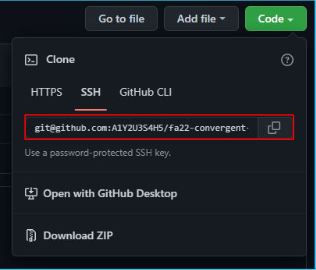 Go to file
Add file
Code
Clone
HTTPS
SSH
GitHub CLI
git@github.com:A1Y2U3S4H5/fa22-convergent-
Use a password-protected SSH key.
Open with GitHub Desktop
Download ZIP